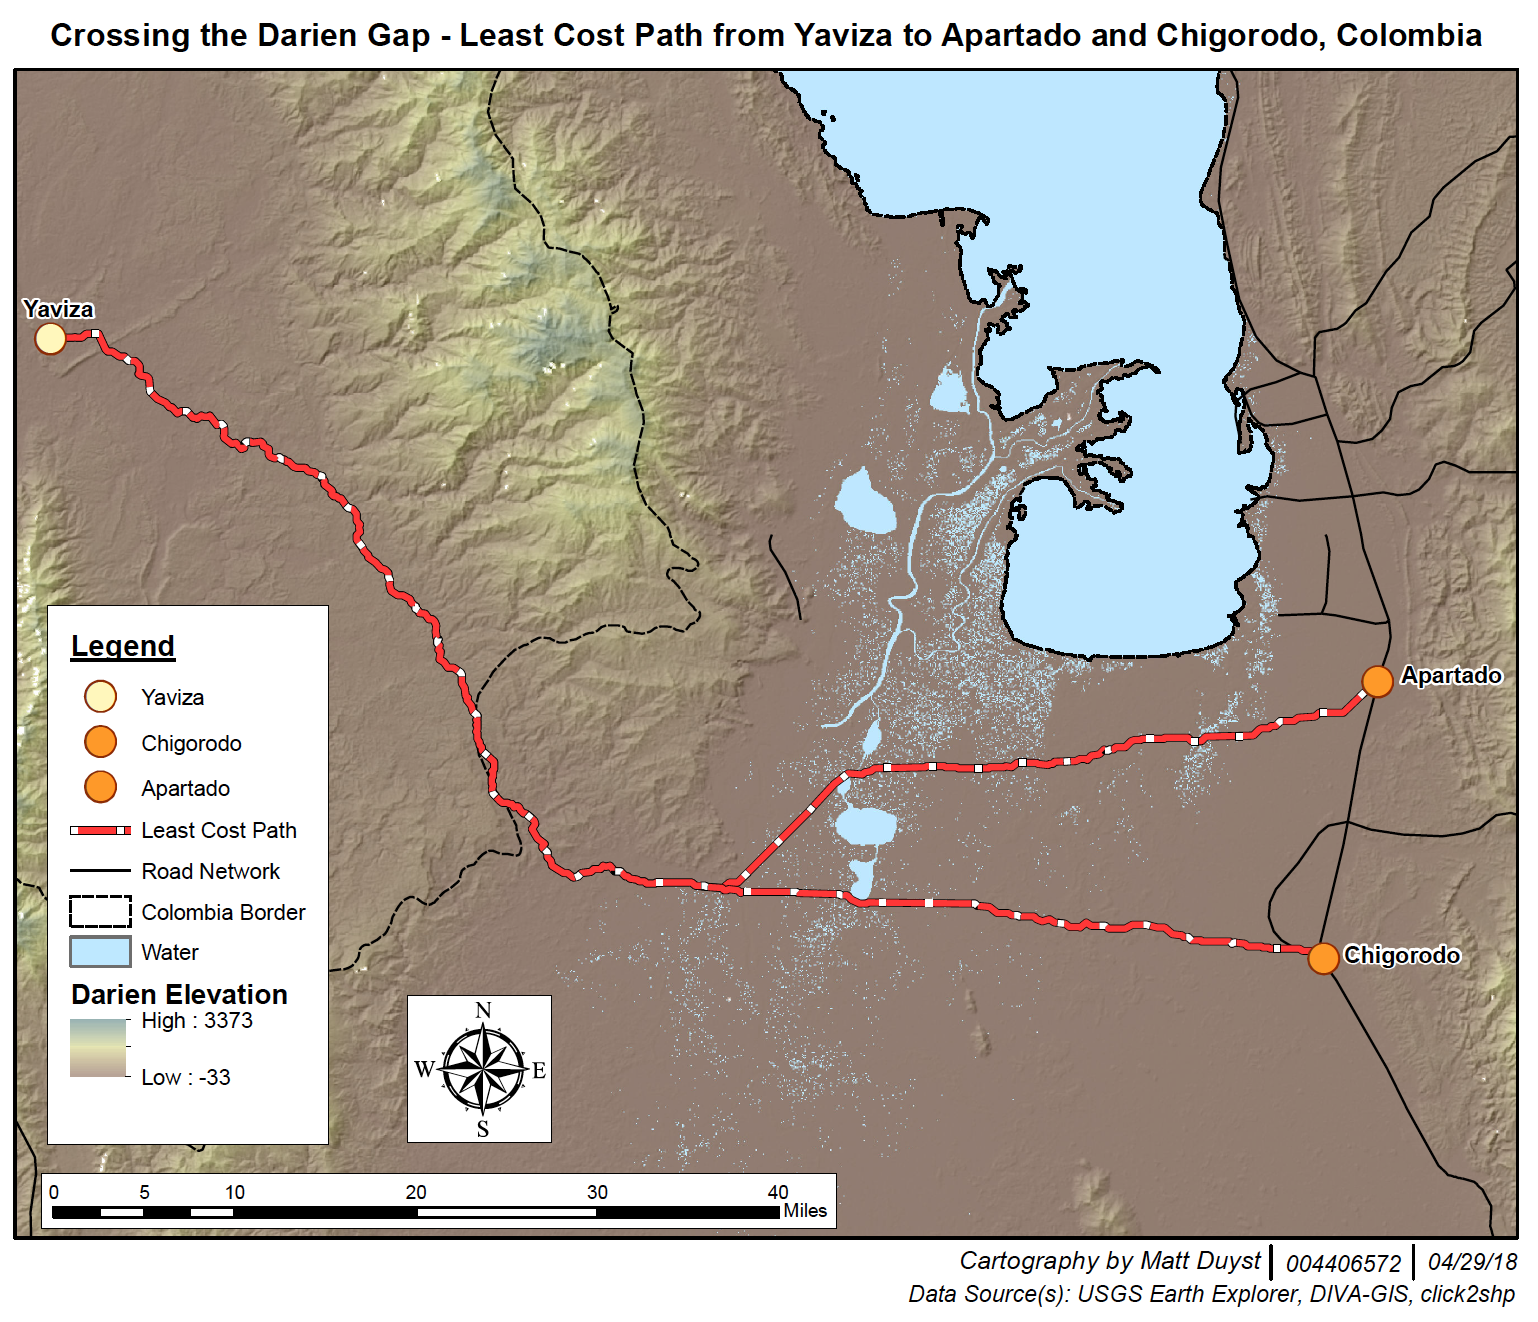 Crossing the Darien Gap - Least Cost Path from Yaviza to Apartado and Chigorodo, Colombia
Yaviza
Apartado
Chigorodo
Legend
Yaviza
Chigorodo
Apartado
Least Cost Path
Road Network
Colombia Border
Water
Darien Elevation
High : 3373
Low : -33
N
W E
S
0 5 10 20 30 40
Miles
Cartography by Matt Duyst 004406572 04/29/18
Data Source(s): USGS Earth Explorer, DIVA-GIS, click2shp